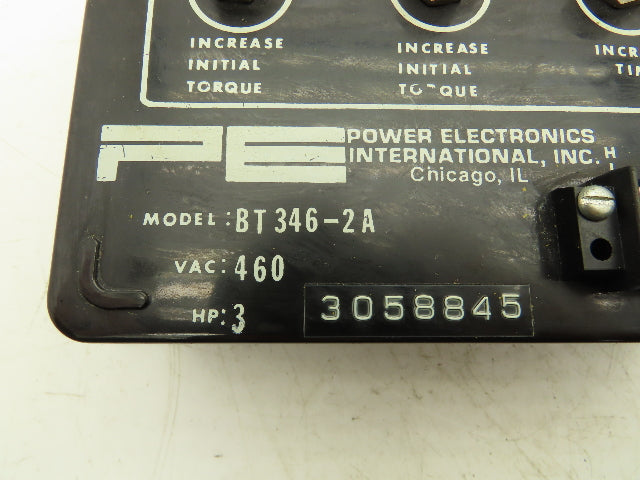 INCREASE INITIAL TORQUE
INCREASE INITIAL TORQUE
PE
POWER ELECTRONICS
INTERNATIONAL, INC.
Chicago, IL
H
MODEL: BT 346-2A
VAC: 460
HP: 3
3058845